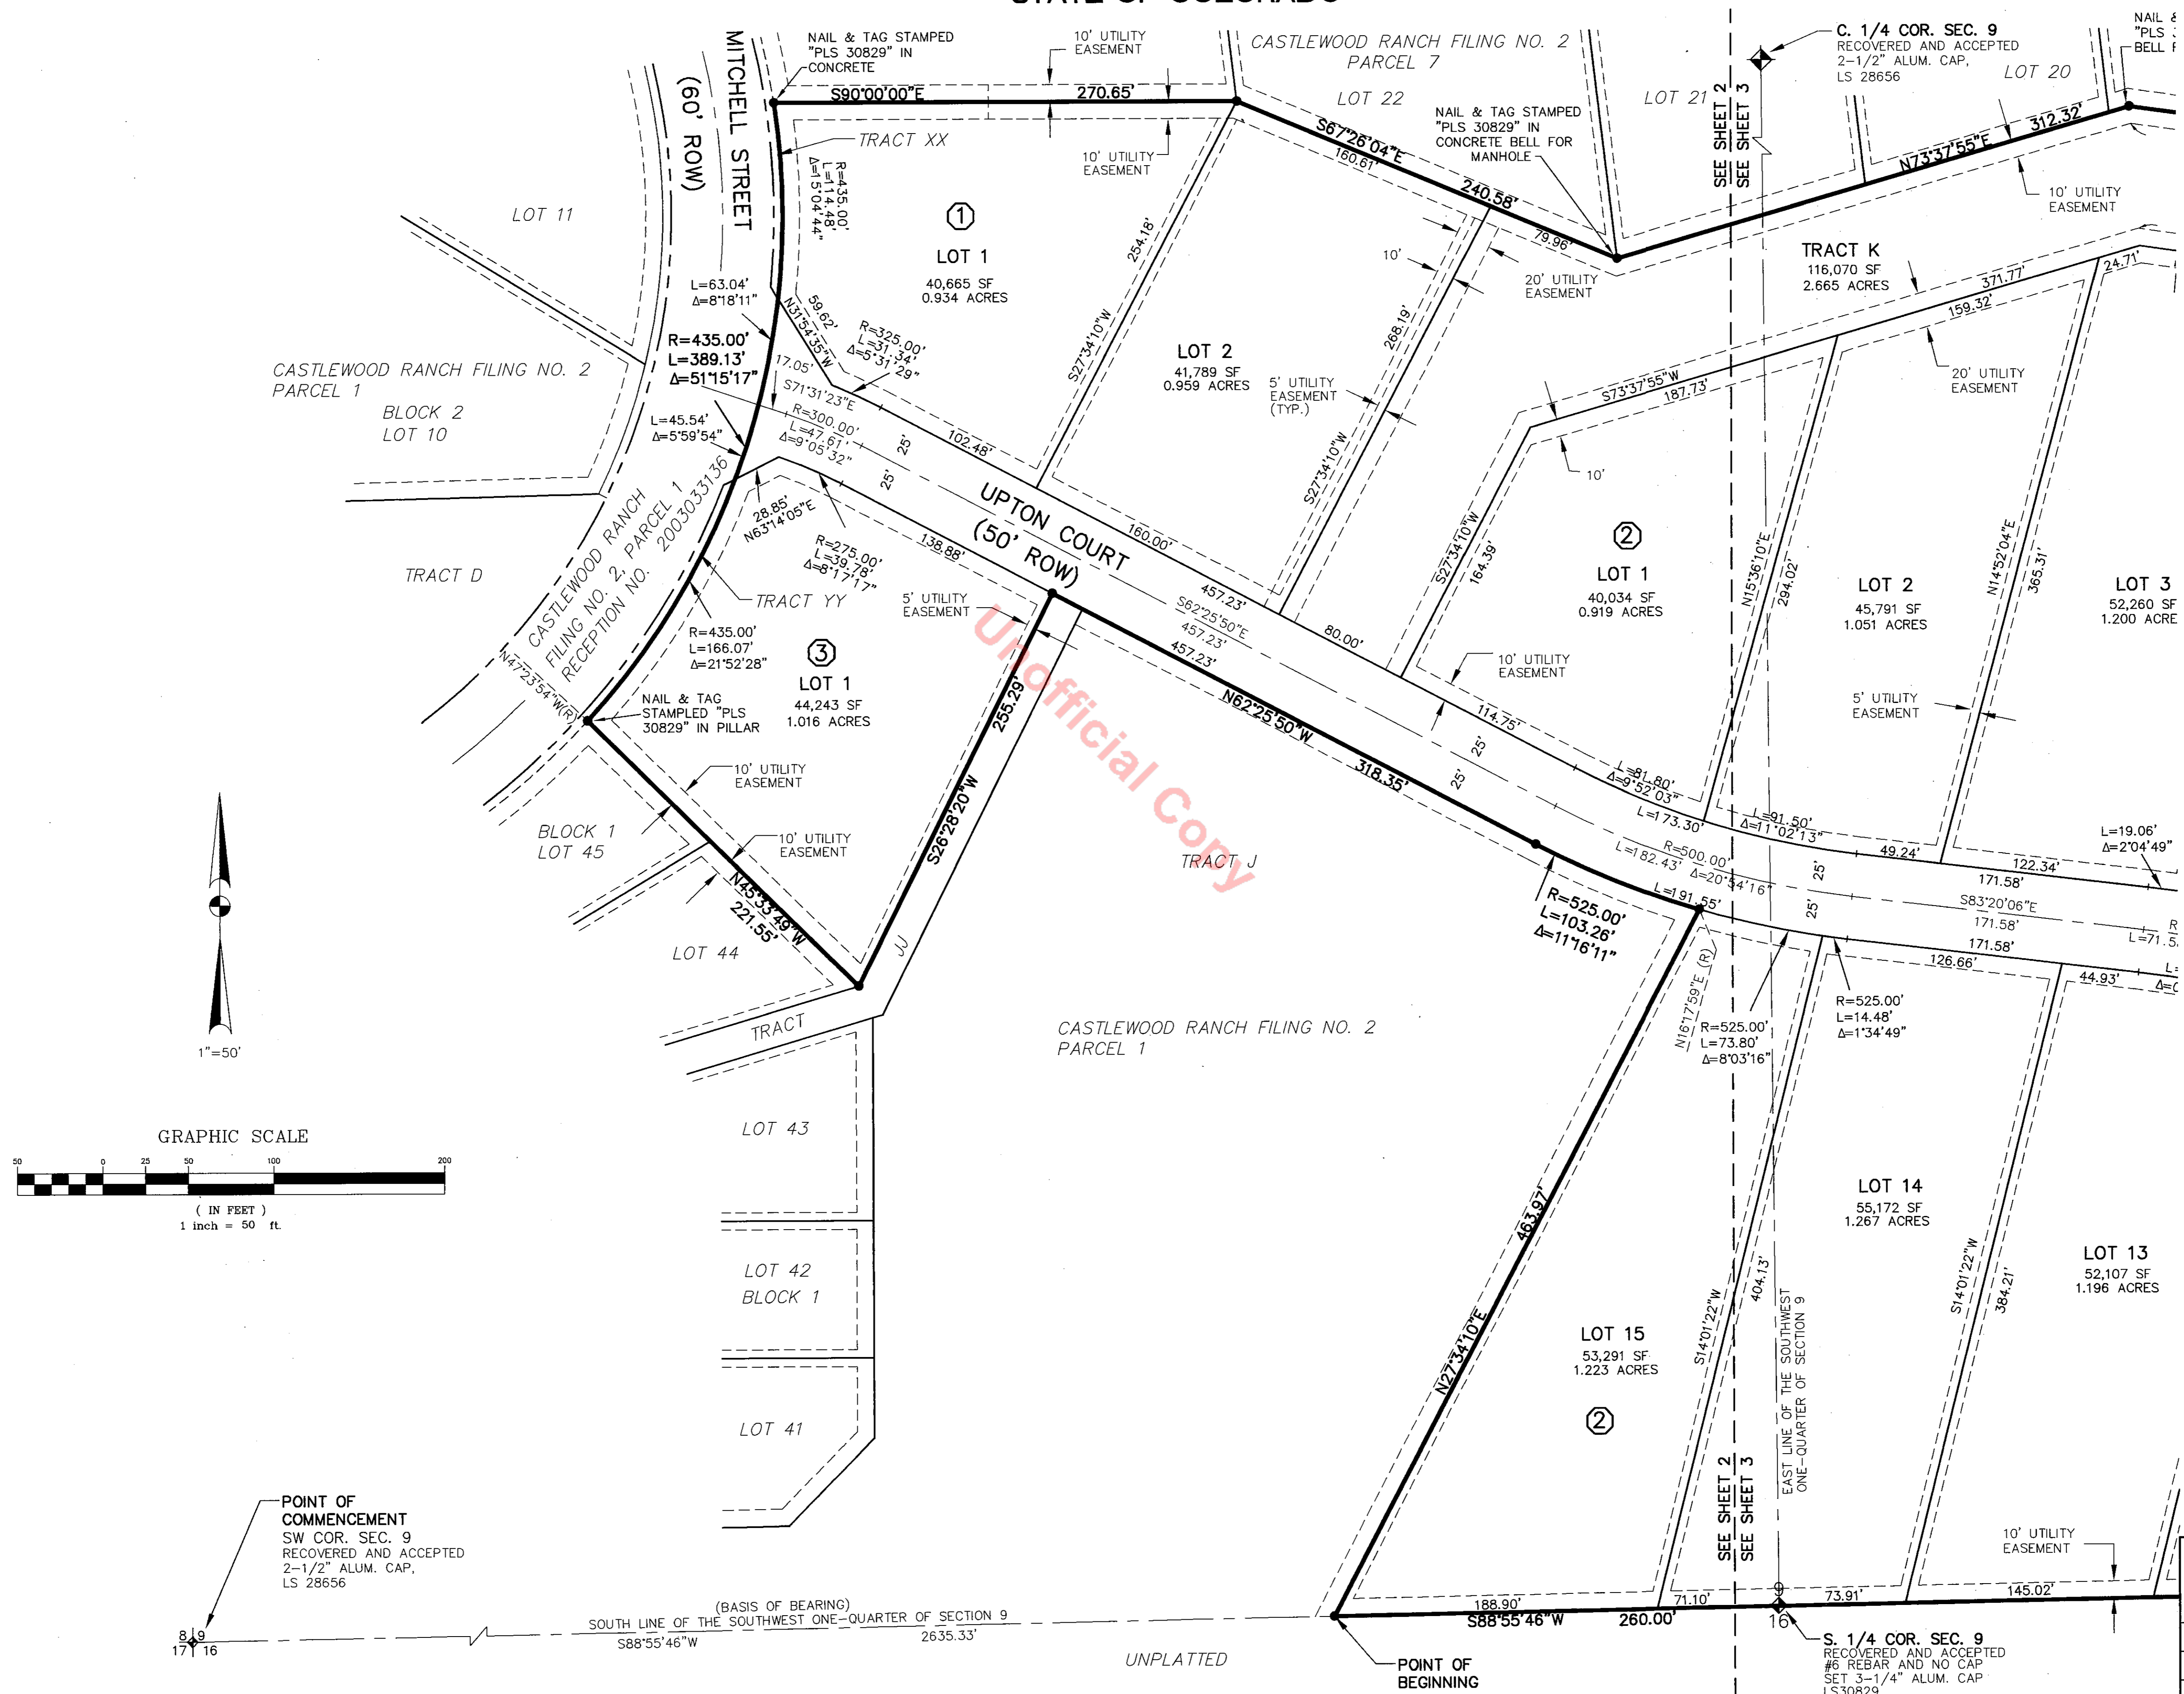 STATE OF COLORADO
NAIL & TAG STAMPED
"PLS 30829" IN
CONCRETE
10' UTILITY
EASEMENT
CASTLEWOOD RANCH FILING NO. 2
PARCEL 7
LOT 22
LOT 21
C. 1/4 COR. SEC. 9
RECOVERED AND ACCEPTED
2-1/2" ALUM. CAP,
LS 28656
LOT 20
NAIL &
"PLS
BELL
SEE SHEET 2
SEE SHEET 3
MITCHELL STREET
(60' ROW)
S90°00'00"E
270.65'
TRACT XX
10' UTILITY
EASEMENT
R=435.00'
L=114.48'
Δ=15°04'44"
1
LOT 1
40,665 SF
0.934 ACRES
S67°26'04"E
160.61'
240.58'
79.96'
NAIL & TAG STAMPED
"PLS 30829" IN
CONCRETE BELL FOR
MANHOLE
N73°37'55"E
312.32'
10' UTILITY
EASEMENT
LOT 11
L=63.04'
Δ=8°18'11"
N31°54'35"W
59.62'
R=325.00'
L=31.34'
Δ=5°31'29"
254.18'
S27°34'10"W
10'
268.19'
S27°34'10"W
20' UTILITY
EASEMENT
TRACT K
116,070 SF
2.665 ACRES
371.77'
24.71'
159.32'
20' UTILITY
EASEMENT
CASTLEWOOD RANCH FILING NO. 2
PARCEL 1
BLOCK 2
LOT 10
R=435.00'
L=389.13'
Δ=51°15'17"
17.05'
S71°31'23"E
R=300.00'
L=47.61'
Δ=9°05'32"
L=45.54'
Δ=5°59'54"
LOT 2
41,789 SF
0.959 ACRES
5' UTILITY
EASEMENT
(TYP.)
S73°37'55"W
187.73'
10'
25'
25'
102.48'
UPTON COURT
(50' ROW)
160.00'
S27°34'10"W
164.39'
2
LOT 1
40,034 SF
0.919 ACRES
N15°36'10"E
294.02'
LOT 2
45,791 SF
1.051 ACRES
N14°52'04"E
365.31'
LOT 3
52,260 SF
1.200 ACRE
TRACT D
CASTLEWOOD RANCH
FILING NO. 2, PARCEL 1
RECEPTION NO. 2003033136
28.85'
N63°14'05"E
R=275.00'
L=39.78'
Δ=8°17'17"
138.88'
TRACT YY
5' UTILITY
EASEMENT
R=435.00'
L=166.07'
Δ=21°52'28"
3
LOT 1
44,243 SF
1.016 ACRES
N47°23'54"W(R)
NAIL & TAG
STAMPLED "PLS
30829" IN PILLAR
457.23'
S62°25'50"E
457.23'
457.23'
80.00'
N62°25'50"W
318.35'
10' UTILITY
EASEMENT
114.75'
5' UTILITY
EASEMENT
25'
25'
255.29'
S26°28'20"W
Unofficial Copy
10' UTILITY
EASEMENT
10' UTILITY
EASEMENT
BLOCK 1
LOT 45
N45°33'49"W
221.55'
LOT 44
TRACT
JJ
TRACT J
L=81.80'
Δ=9°52'03"
L=173.30'
L=91.50'
Δ=11°02'13"
R=500.00'
L=182.43'
Δ=20°54'16"
L=191.55'
R=525.00'
L=103.26'
Δ=11°16'11"
49.24'
122.34'
171.58'
L=19.06'
Δ=2°04'49"
25'
25'
S83°20'06"E
171.58'
171.58'
126.66'
44.93'
L=71.5
R
N16°17'59"E (R)
R=525.00'
L=73.80'
Δ=8°03'16"
R=525.00'
L=14.48'
Δ=1°34'49"
1"=50'
CASTLEWOOD RANCH FILING NO. 2
PARCEL 1
GRAPHIC SCALE
50 0 25 50 100 200
( IN FEET )
1 inch = 50 ft.
LOT 43
LOT 42
BLOCK 1
LOT 41
463.97'
N27°34'10"E
LOT 15
53,291 SF
1.223 ACRES
2
S14°01'22"W
404.13'
LOT 14
55,172 SF
1.267 ACRES
S14°01'22"W
384.21'
LOT 13
52,107 SF
1.196 ACRES
EAST LINE OF THE SOUTHWEST
ONE-QUARTER OF SECTION 9
SEE SHEET 2
SEE SHEET 3
10' UTILITY
EASEMENT
POINT OF
COMMENCEMENT
SW COR. SEC. 9
RECOVERED AND ACCEPTED
2-1/2" ALUM. CAP,
LS 28656
8 9
17 16
(BASIS OF BEARING)
SOUTH LINE OF THE SOUTHWEST ONE-QUARTER OF SECTION 9
S88°55'46"W
2635.33'
UNPLATTED
POINT OF
BEGINNING
188.90'
71.10'
73.91'
145.02'
S88°55'46"W
260.00'
9
16
S. 1/4 COR. SEC. 9
RECOVERED AND ACCEPTED
#6 REBAR AND NO CAP
SET 3-1/4" ALUM. CAP
LS30829